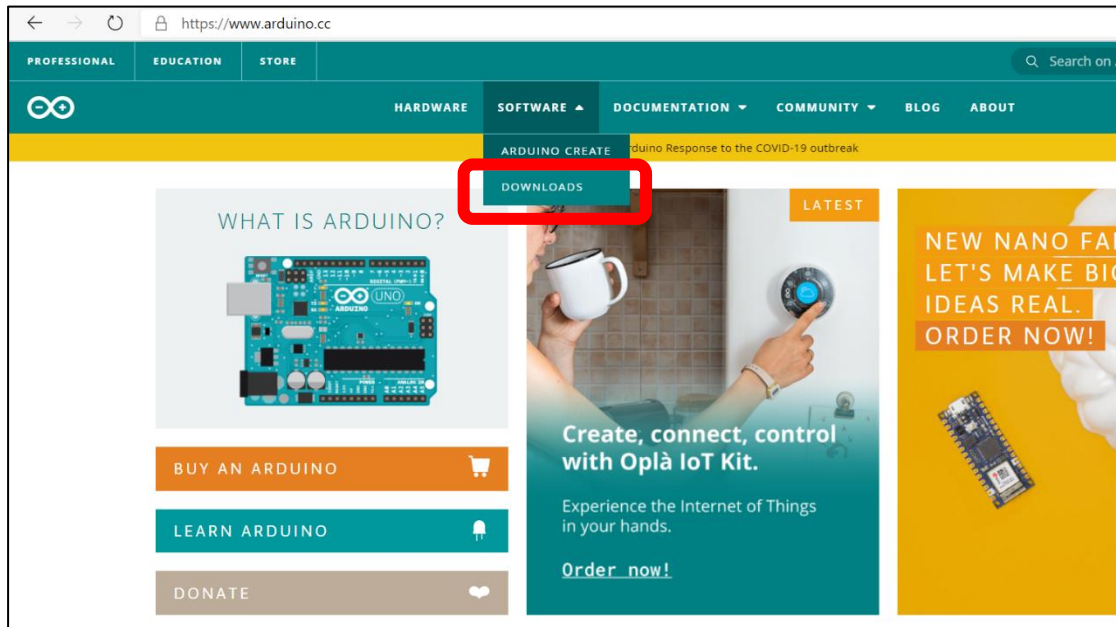 https://www.arduino.cc
PROFESSIONAL EDUCATION STORE
Search on
HARDWARE SOFTWARE DOCUMENTATION COMMUNITY BLOG ABOUT
ARDUINO CREATE
Response to the COVID-19 outbreak
DOWNLOADS
WHAT IS ARDUINO?
UNO
ARDUINO
BUY AN ARDUINO
LEARN ARDUINO
DONATE
LATEST
Create, connect, control
with Oplà IoT Kit.
Experience the Internet of Things
in your hands.
Order now!
NEW NANO
LET'S MAKE
IDEAS REAL.
ORDER NOW!